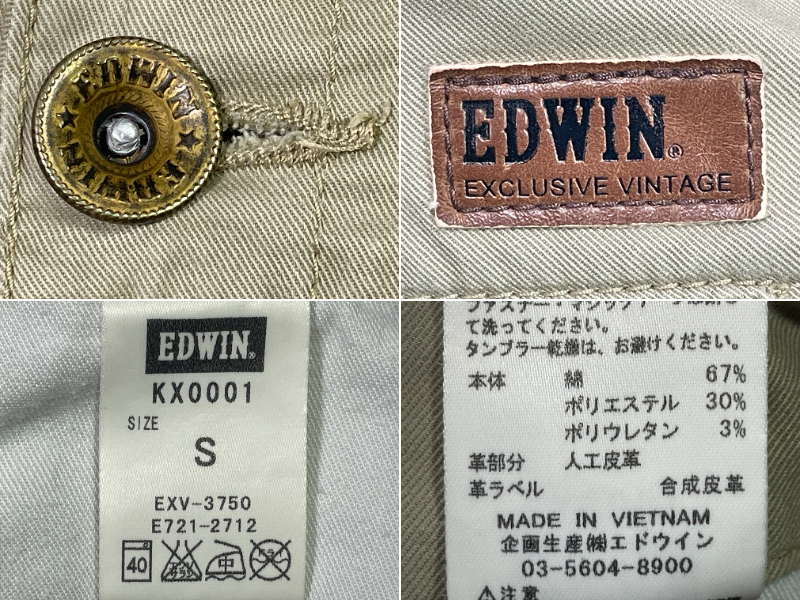 EDWIN
EDWIN
EDWIN
EDWIN®
EXCLUSIVE VINTAGE
EDWIN®
KX0001
SIZE
S
EXV-3750
E721-2712
40
て洗ってください。
タンブラー乾燥は、お避けください。
本体 綿 67%
ポリエステル 30%
ポリウレタン 3%
革部分 人工皮革
革ラベル 合成皮革
MADE IN VIETNAM
企画生産㈱エドウイン
03-5604-8900
⚠注意